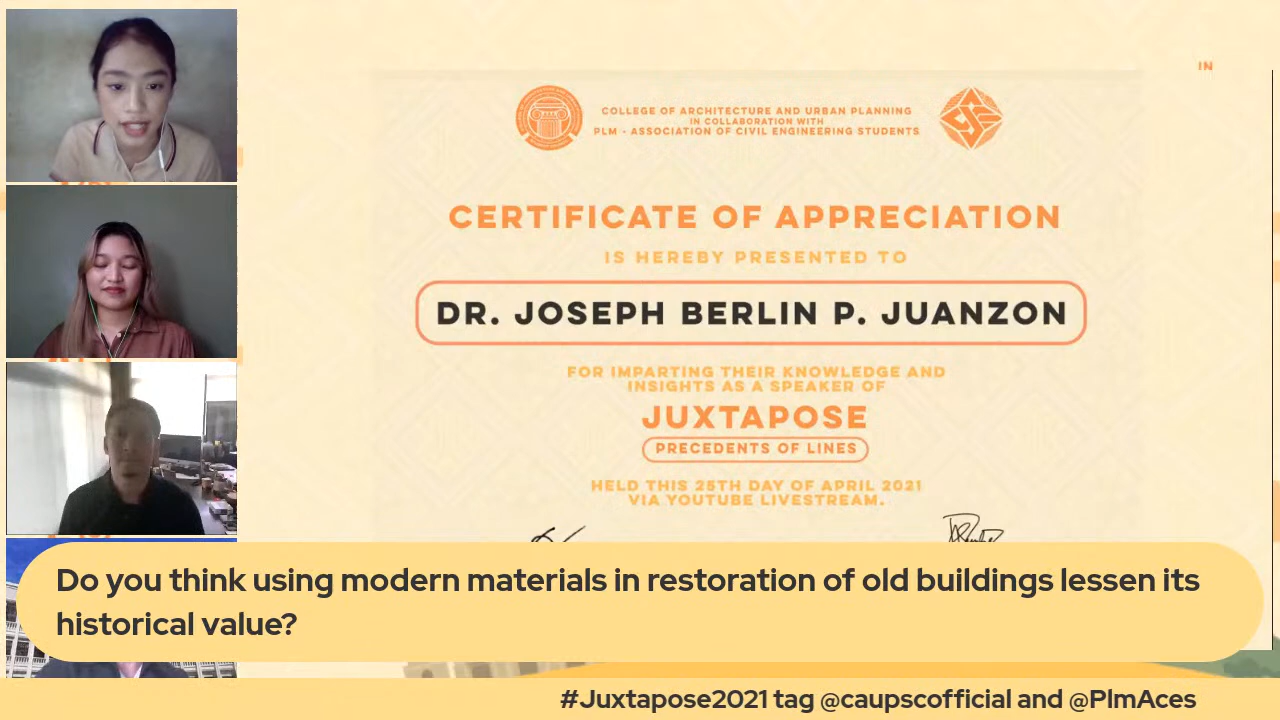 IN
COLLEGE OF ARCHITECTURE AND URBAN PLANNING
IN COLLABORATION WITH
PLM - ASSOCIATION OF CIVIL ENGINEERING STUDENTS
CERTIFICATE OF APPRECIATION
IS HEREBY PRESENTED TO
DR. JOSEPH BERLIN P. JUANZON
FOR IMPARTING THEIR KNOWLEDGE AND
INSIGHTS AS A SPEAKER OF
JUXTAPOSE
PRECEDENTS OF LINES
HELD THIS 25TH DAY OF APRIL 2021
VIA YOUTUBE LIVESTREAM.
Do you think using modern materials in restoration of old buildings lessen its
historical value?
#Juxtapose2021 tag @caupscofficial and @PlmAces